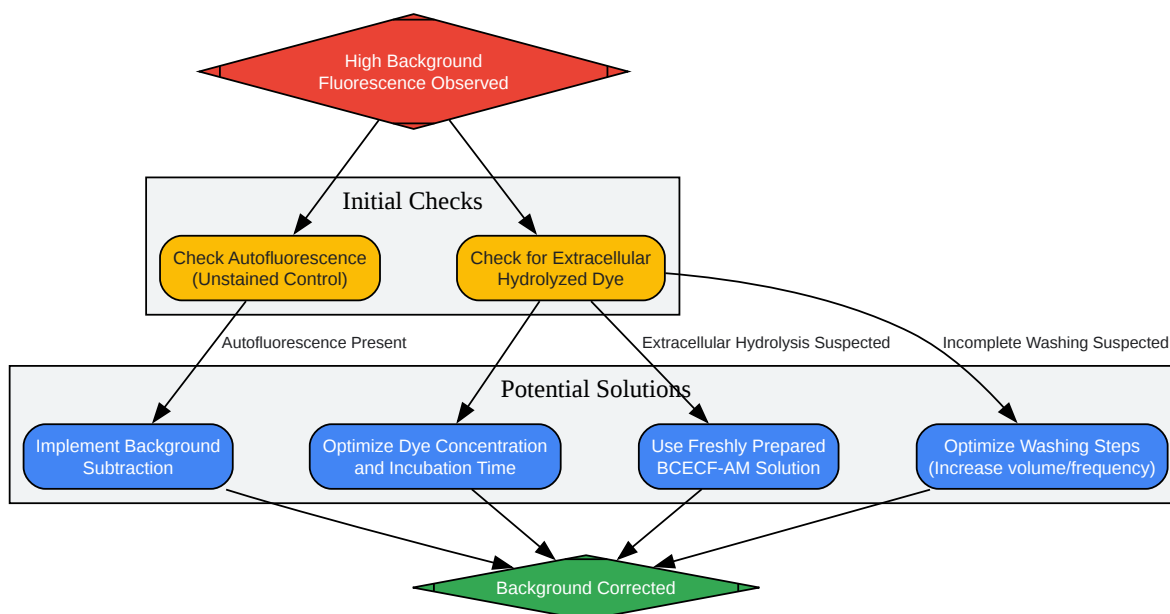 High Background
Fluorescence Observed
Initial Checks
Check Autofluorescence
(Unstained Control)
Check for Extracellular
Hydrolyzed Dye
Autofluorescence Present
Extracellular Hydrolysis Suspected
Incomplete Washing Suspected
Potential Solutions
Implement Background
Subtraction
Optimize Dye Concentration
and Incubation Time
Use Freshly Prepared
BCECF-AM Solution
Optimize Washing Steps
(Increase volume/frequency)
Background Corrected